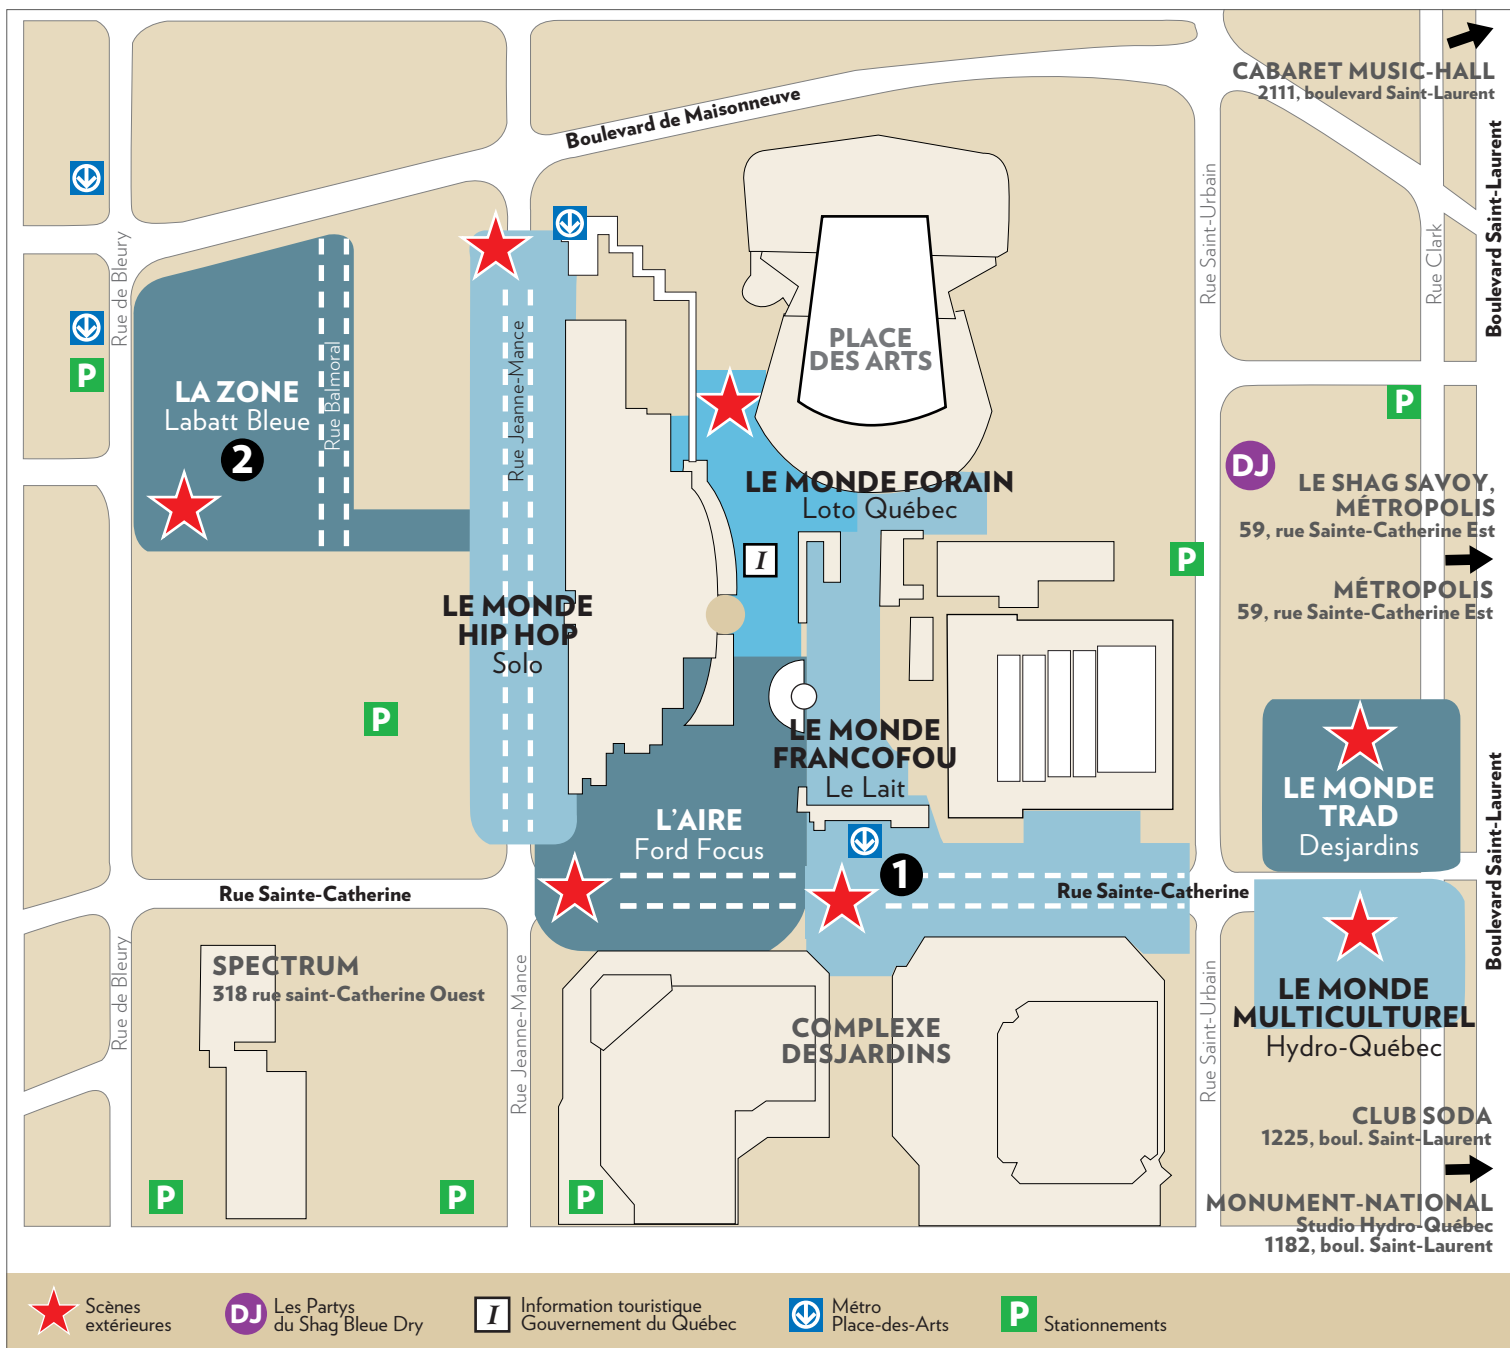 CABARET MUSIC-HALL
2111, boulevard Saint-Laurent
Boulevard de Maisonneuve
Boulevard Saint-Laurent
Rue Saint-Urbain
Rue Clark
Rue de Bleury
PLACE
DES ARTS
Rue Jeanne-Mance
Rue Balmoral
P
LA ZONE
Labatt Bleue
2
P
DJ
LE SHAG SAVOY,
MÉTROPOLIS
59, rue Sainte-Catherine Est
LE MONDE FORAIN
Loto Québec
I
P
MÉTROPOLIS
59, rue Sainte-Catherine Est
LE MONDE
HIP HOP
Solo
P
LE MONDE
FRANCOFOU
Le Lait
LE MONDE
TRAD
Desjardins
Boulevard Saint-Laurent
L'AIRE
Ford Focus
1
Rue Sainte-Catherine
Rue Sainte-Catherine
Rue de Bleury
SPECTRUM
318 rue saint-Catherine Ouest
Rue Jeanne-Mance
COMPLEXE
DESJARDINS
Rue Saint-Urbain
LE MONDE
MULTICULTUREL
Hydro-Québec
CLUB SODA
1225, boul. Saint-Laurent
MONUMENT-NATIONAL
Studio Hydro-Québec
1182, boul. Saint-Laurent
P
P
P
Scènes
extérieures
DJ
Les Partys
du Shag Bleue Dry
I
Information touristique
Gouvernement du Québec
Métro
Place-des-Arts
P
Stationnements